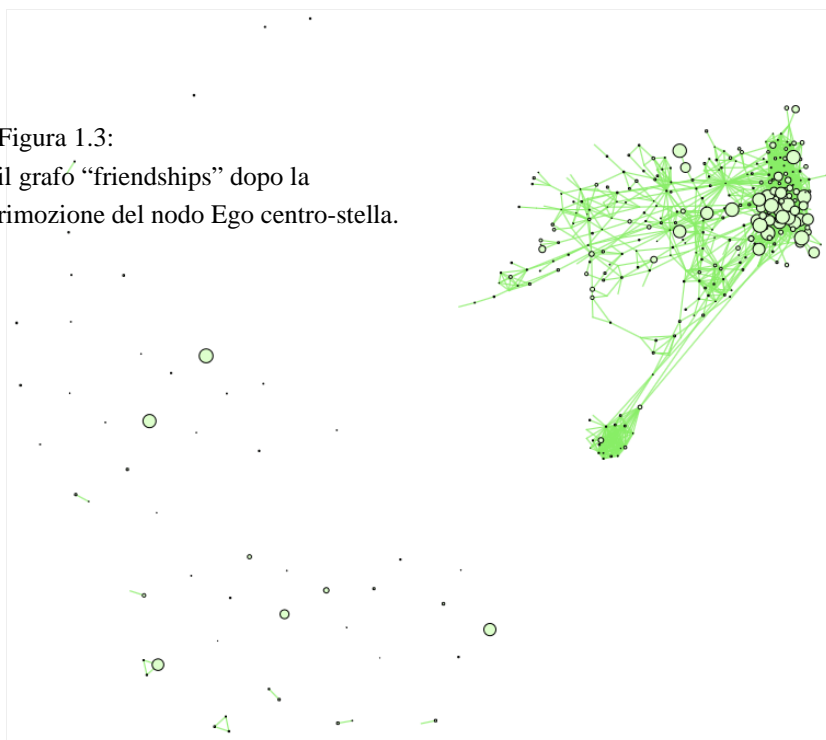 Figura 1.3:
il grafo “friendships” dopo la
rimozione del nodo Ego centro-stella.